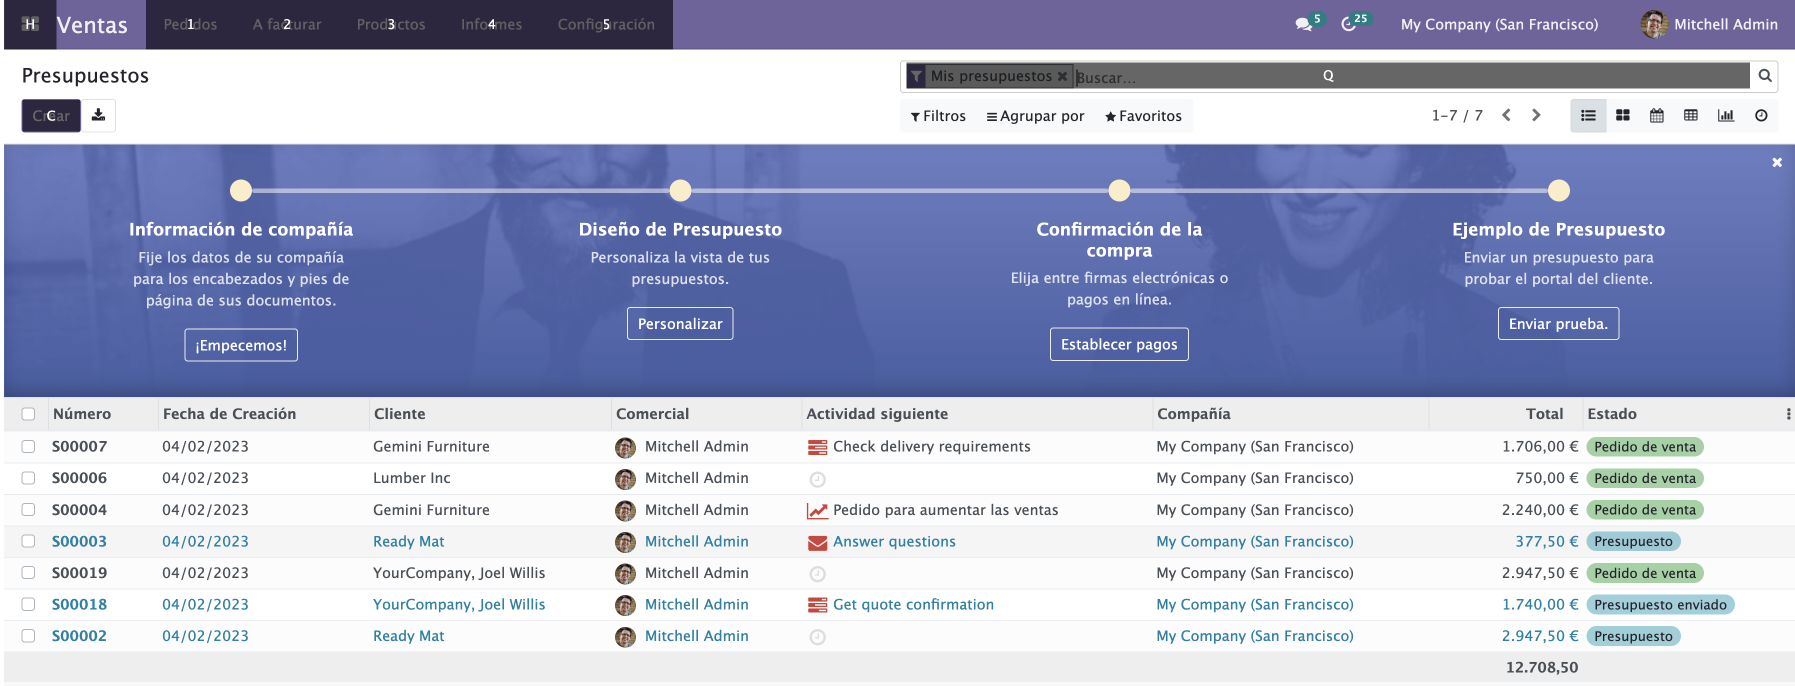 H Ventas Pedidos 1 A facturar 2 Productos 3 Informes 4 Configuración 5 5 25 My Company (San Francisco) Mitchell Admin
Presupuestos
Mis presupuestos Buscar... Q
Crear C
Filtros Agrupar por Favoritos 1-7 / 7
Información de compañía
Fije los datos de su compañía
para los encabezados y pies de
página de sus documentos.
¡Empecemos!
Diseño de Presupuesto
Personaliza la vista de tus
presupuestos.
Personalizar
Confirmación de la
compra
Elija entre firmas electrónicas o
pagos en línea.
Establecer pagos
Ejemplo de Presupuesto
Enviar un presupuesto para
probar el portal del cliente.
Enviar prueba.
Número Fecha de Creación Cliente Comercial Actividad siguiente Compañía Total Estado
S00007 04/02/2023 Gemini Furniture Mitchell Admin Check delivery requirements My Company (San Francisco) 1.706,00 € Pedido de venta
S00006 04/02/2023 Lumber Inc Mitchell Admin My Company (San Francisco) 750,00 € Pedido de venta
S00004 04/02/2023 Gemini Furniture Mitchell Admin Pedido para aumentar las ventas My Company (San Francisco) 2.240,00 € Pedido de venta
S00003 04/02/2023 Ready Mat Mitchell Admin Answer questions My Company (San Francisco) 377,50 € Presupuesto
S00019 04/02/2023 YourCompany, Joel Willis Mitchell Admin My Company (San Francisco) 2.947,50 € Pedido de venta
S00018 04/02/2023 YourCompany, Joel Willis Mitchell Admin Get quote confirmation My Company (San Francisco) 1.740,00 € Presupuesto enviado
S00002 04/02/2023 Ready Mat Mitchell Admin My Company (San Francisco) 2.947,50 € Presupuesto
12.708,50